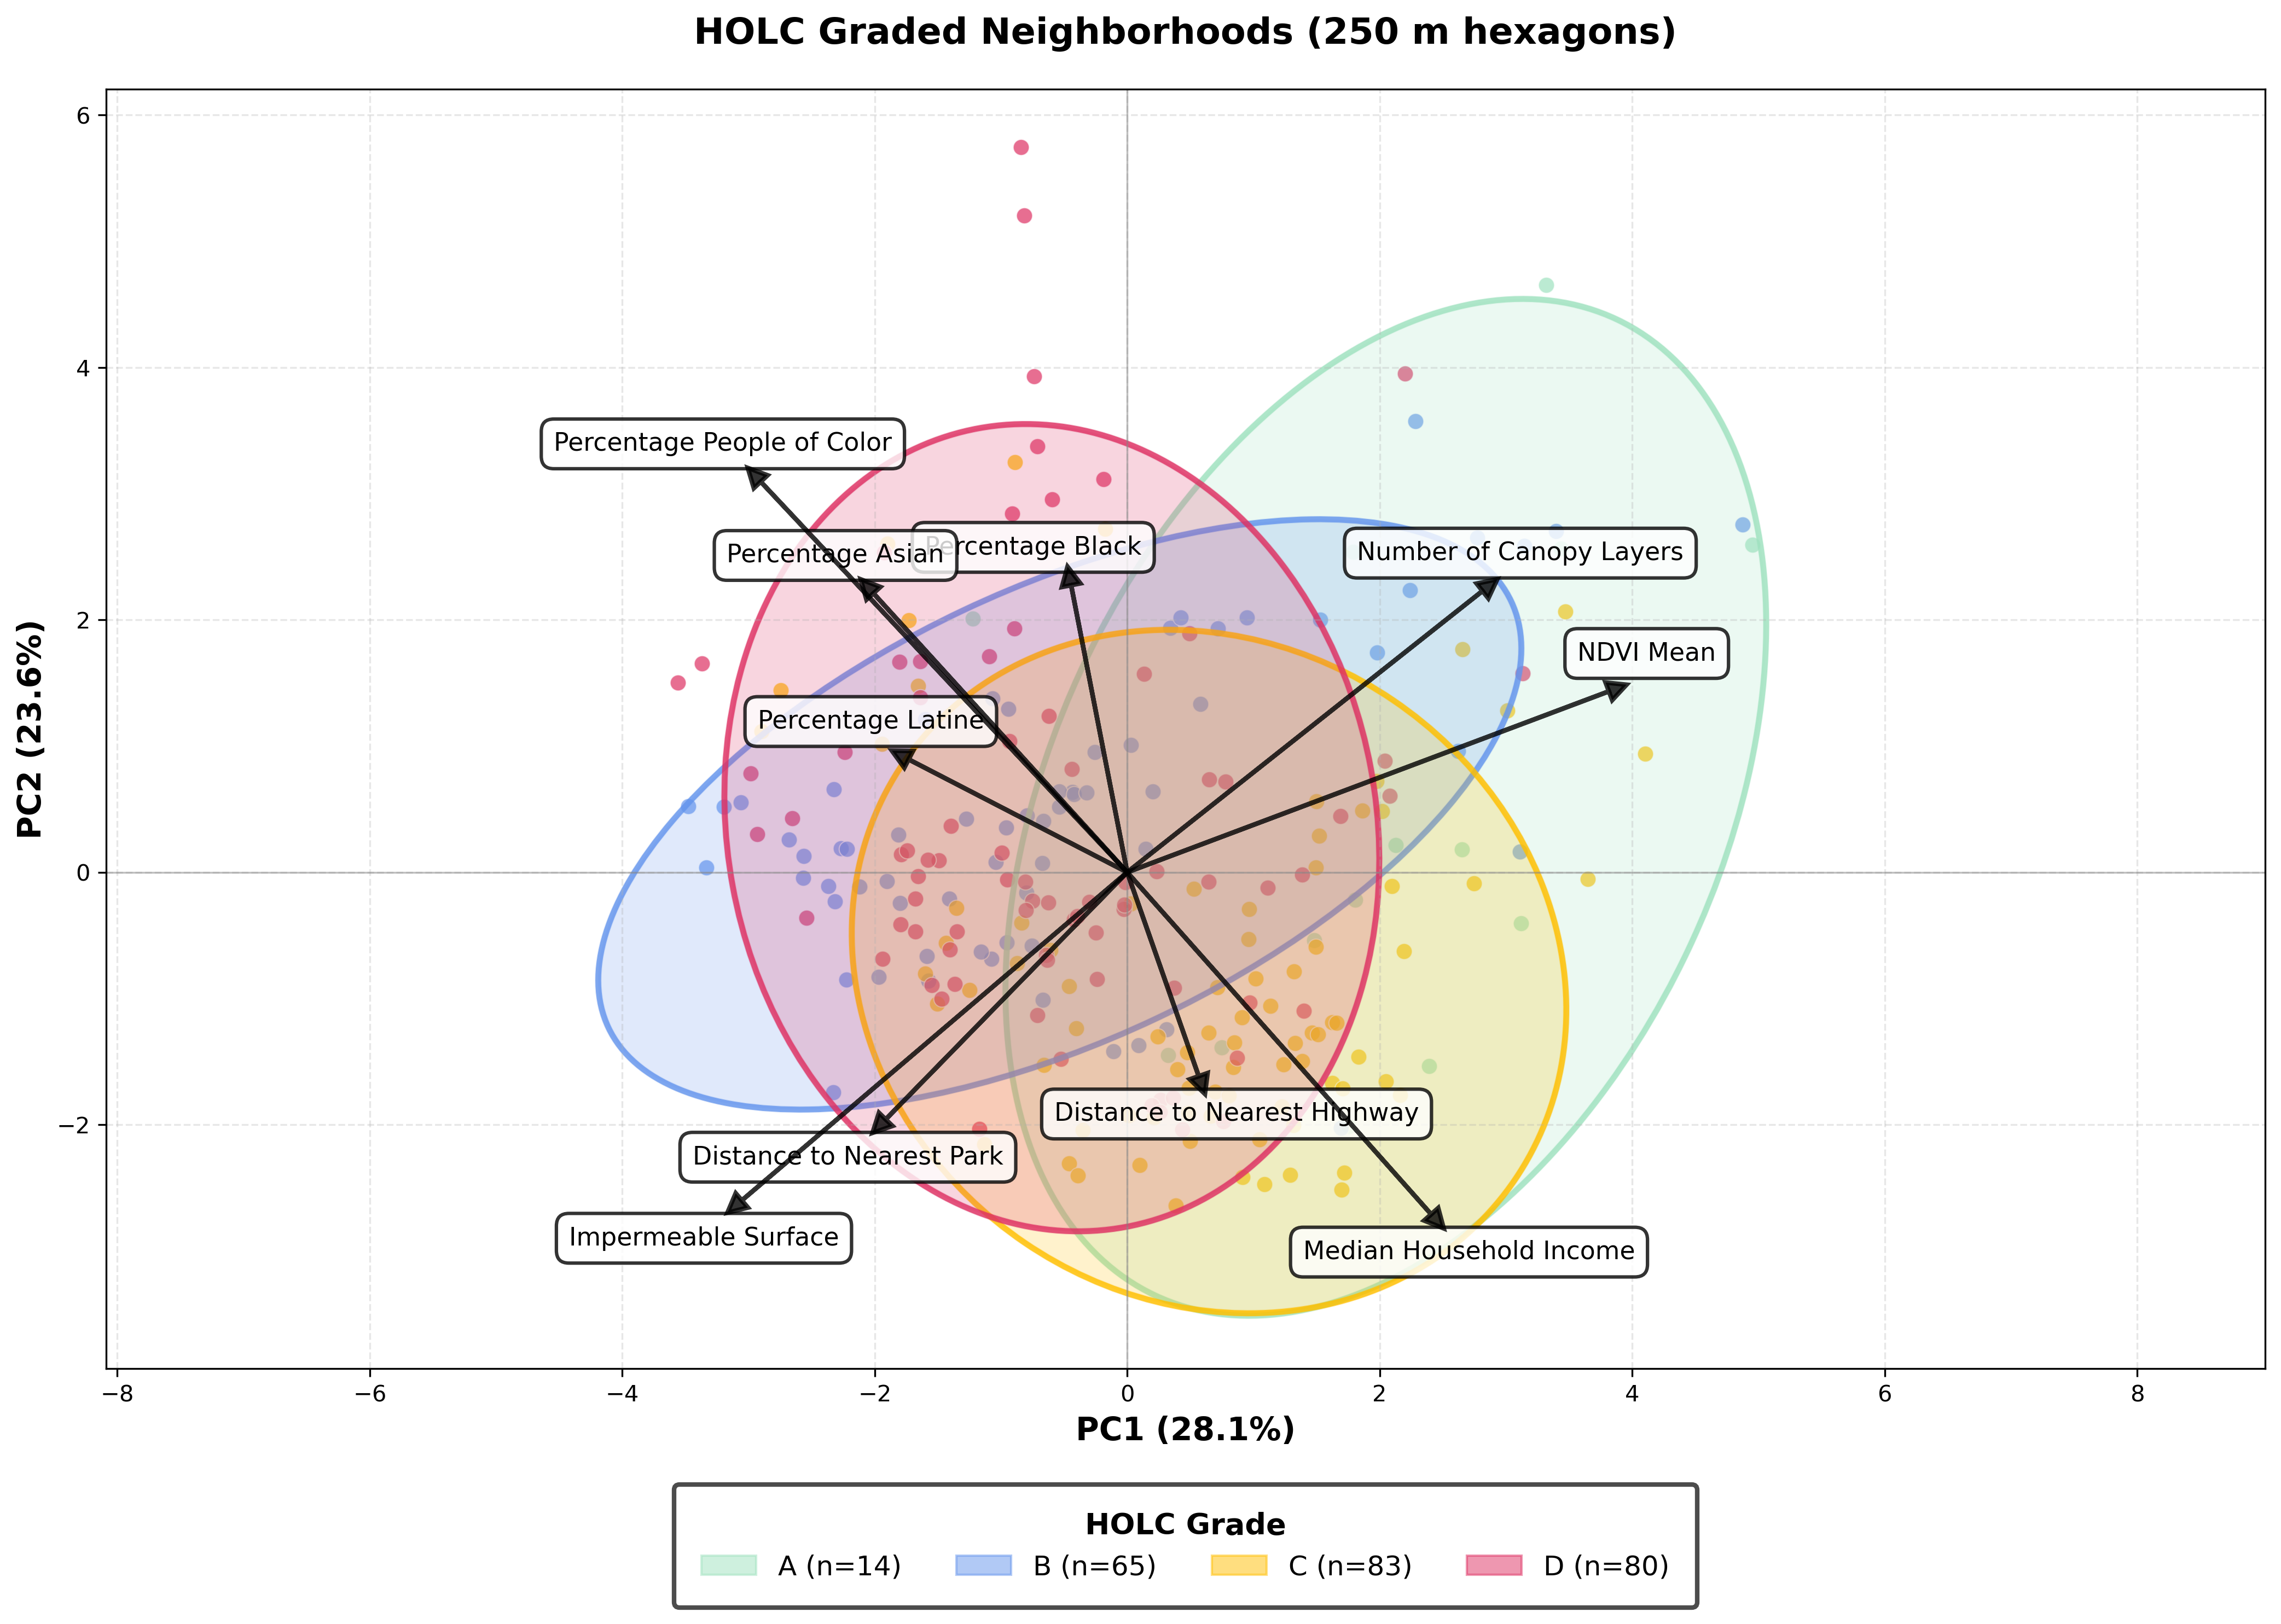 HOLC Graded Neighborhoods (250 m hexagons)
6
4
2
0
−2
PC2 (23.6%)
Percentage People of Color
Percentage Asian
Percentage Black
Number of Canopy Layers
NDVI Mean
Percentage Latine
Distance to Nearest Highway
Distance to Nearest Park
Impermeable Surface
Median Household Income
−8 −6 −4 −2 0 2 4 6 8
PC1 (28.1%)
HOLC Grade
A (n=14) B (n=65) C (n=83) D (n=80)